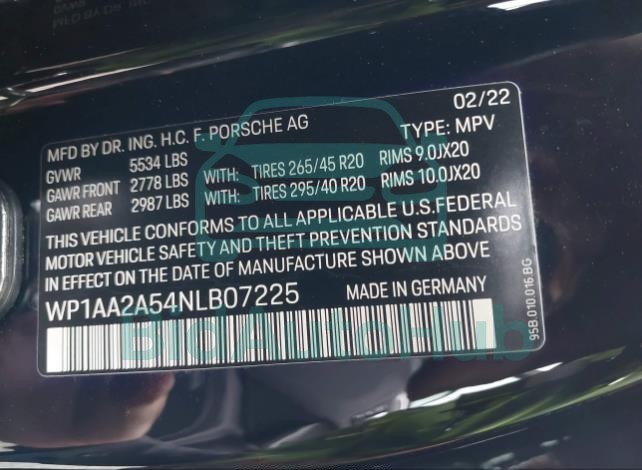 MFD BY DR. ING. H.C. F. PORSCHE AG 02/22
GVWR 5534 LBS TYPE: MPV
GAWR FRONT 2778 LBS WITH: TIRES 265/45 R20 RIMS 9.0JX20
GAWR REAR 2987 LBS WITH: TIRES 295/40 R20 RIMS 10.0JX20
THIS VEHICLE CONFORMS TO ALL APPLICABLE U.S.FEDERAL
MOTOR VEHICLE SAFETY AND THEFT PREVENTION STANDARDS
IN EFFECT ON THE DATE OF MANUFACTURE SHOWN ABOVE
WP1AA2A54NLB07225 MADE IN GERMANY
95B.010.016.BG
BidAutoHub